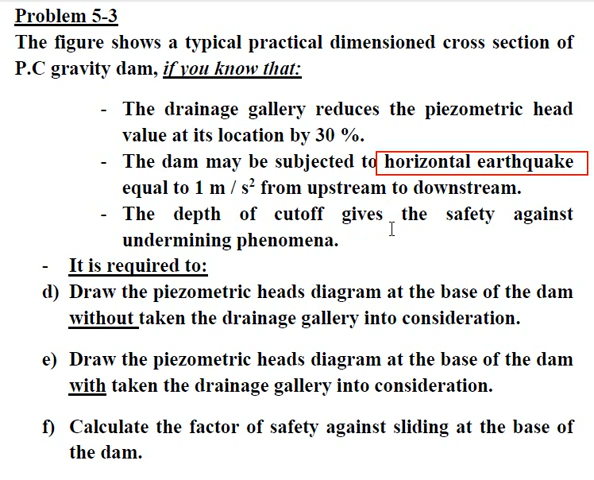 Problem 5-3
The figure shows a typical practical dimensioned cross section of
P.C gravity dam, if you know that:
- The drainage gallery reduces the piezometric head
value at its location by 30 %.
- The dam may be subjected to horizontal earthquake
equal to 1 m / s² from upstream to downstream.
- The depth of cutoff gives the safety against
undermining phenomena.
- It is required to:
d) Draw the piezometric heads diagram at the base of the dam
without taken the drainage gallery into consideration.
e) Draw the piezometric heads diagram at the base of the dam
with taken the drainage gallery into consideration.
f) Calculate the factor of safety against sliding at the base of
the dam.